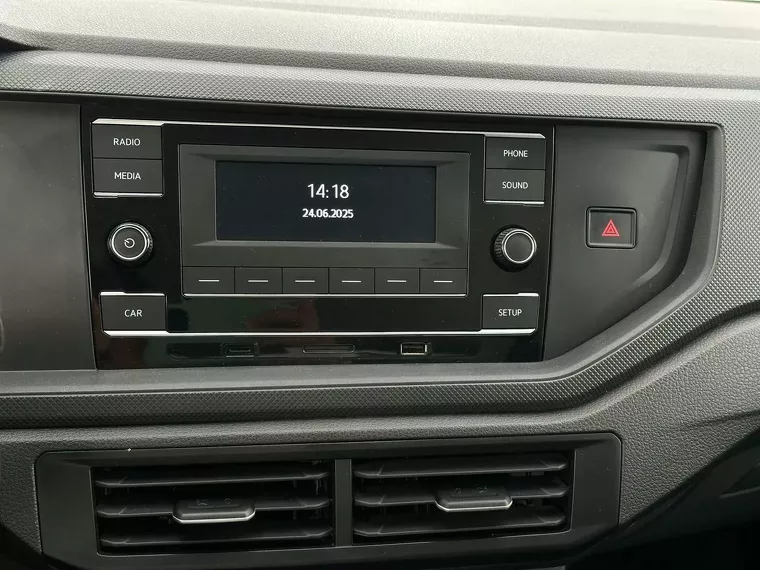 RADIO
MEDIA
14:18
24.06.2025
PHONE
SOUND
CAR
SETUP